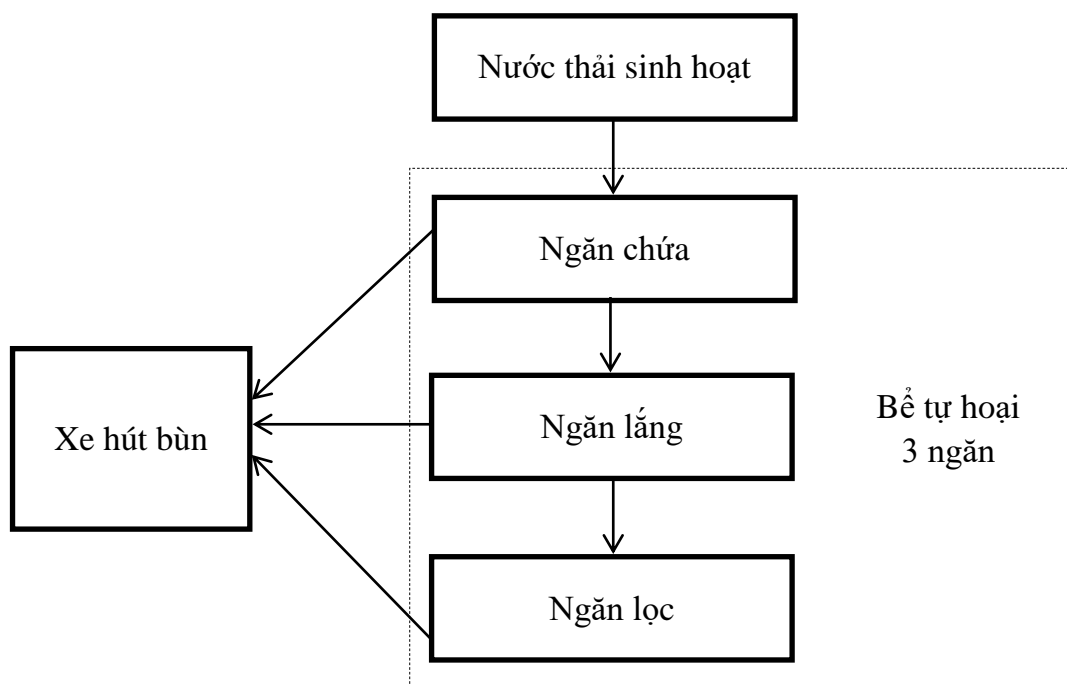 Nước thải sinh hoạt
Ngăn chứa
Xe hút bùn
Ngăn lắng
Bể tự hoại
3 ngăn
Ngăn lọc